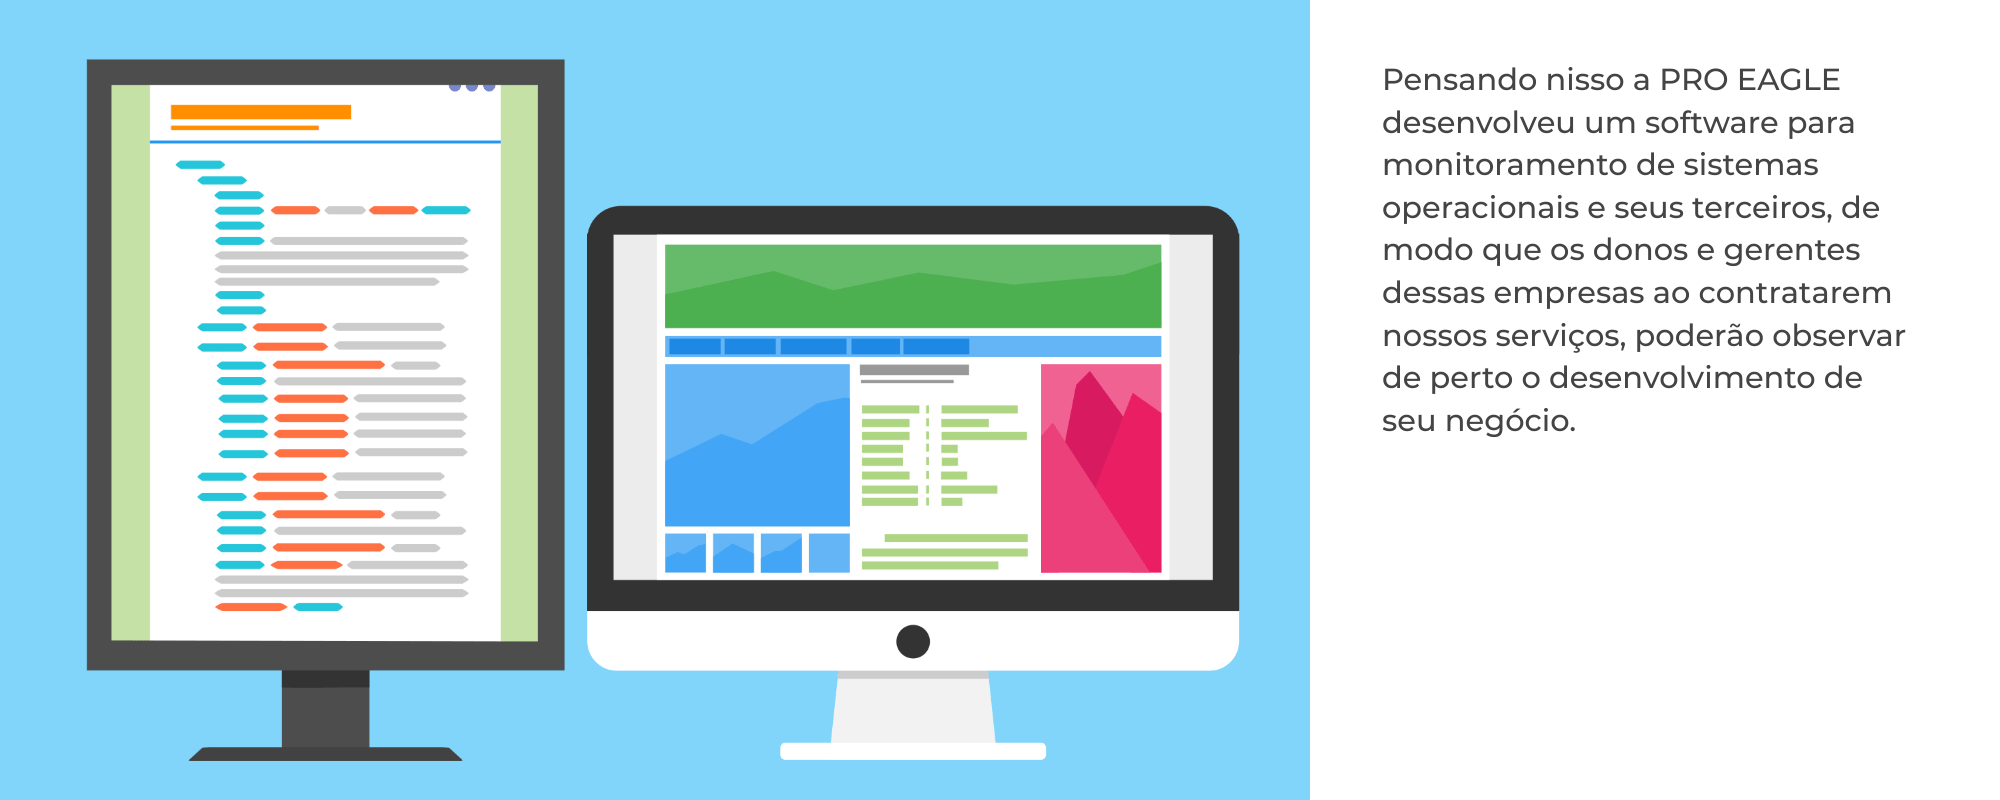 Pensando nisso a PRO EAGLE
desenvolveu um software para
monitoramento de sistemas
operacionais e seus terceiros, de
modo que os donos e gerentes
dessas empresas ao contratarem
nossos serviços, poderão observar
de perto o desenvolvimento de
seu negócio.